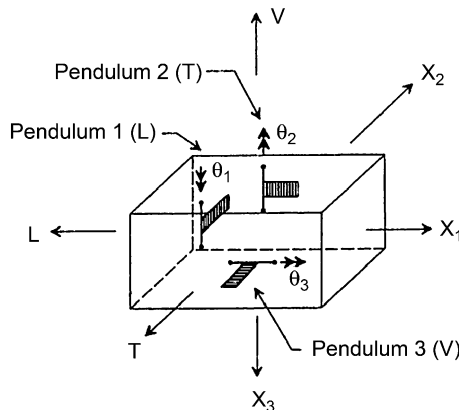 V
Pendulum 2 (T)
X2
θ2
Pendulum 1 (L)
θ1
L
X1
θ3
T
Pendulum 3 (V)
X3